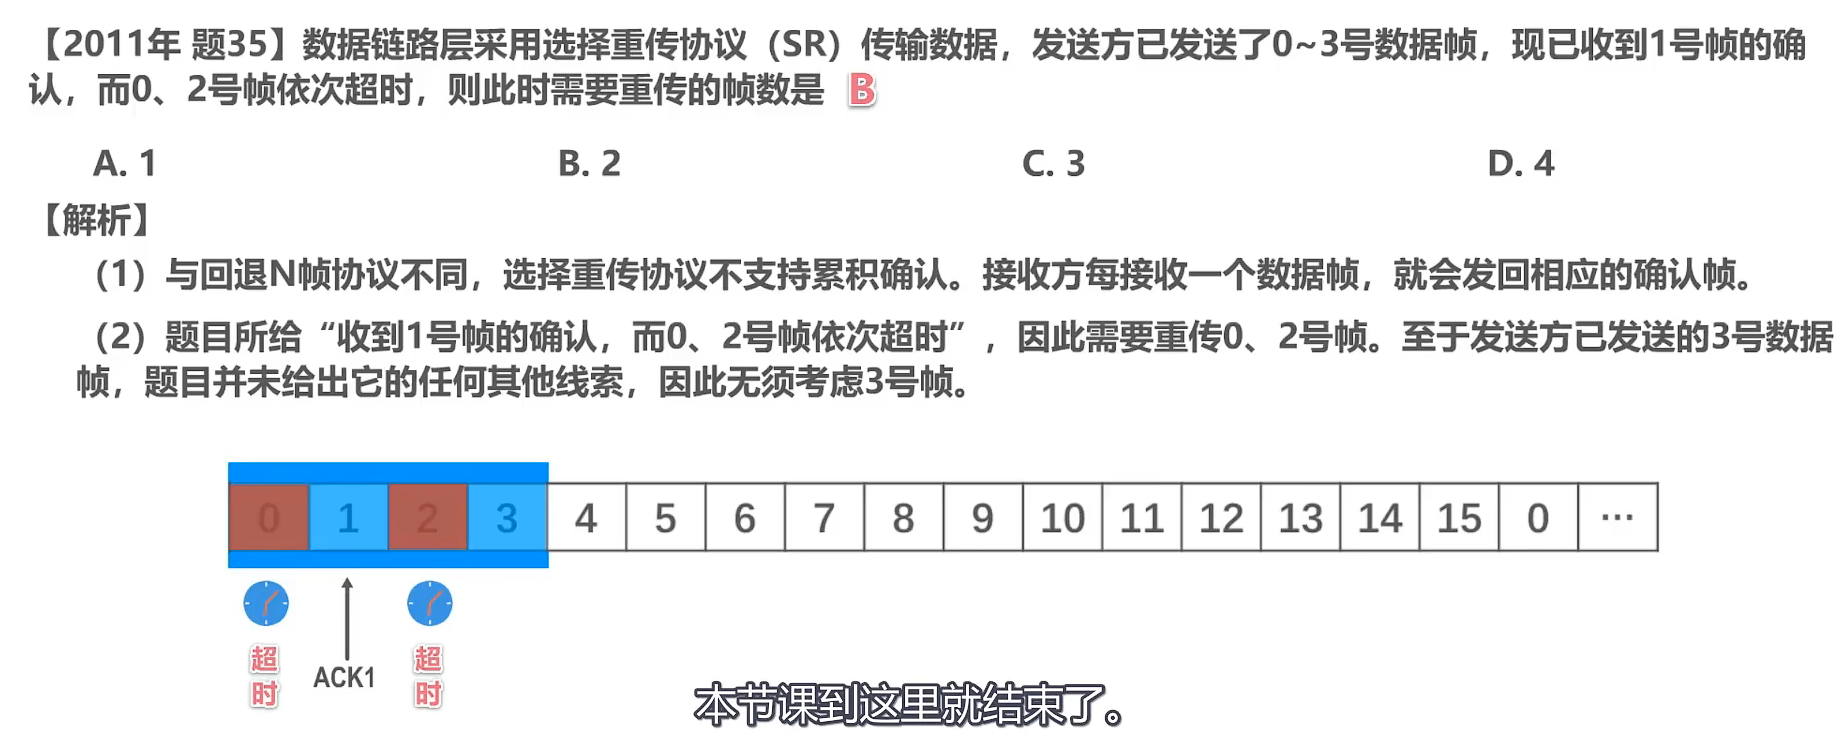 【2011年 题35】数据链路层采用选择重传协议（SR）传输数据，发送方已发送了0~3号数据帧，现已收到1号帧的确
认，而0、2号帧依次超时，则此时需要重传的帧数是 B
A. 1 B. 2 C. 3 D. 4
【解析】
（1）与回退N帧协议不同，选择重传协议不支持累积确认。接收方每接收一个数据帧，就会发回相应的确认帧。
（2）题目所给“收到1号帧的确认，而0、2号帧依次超时”，因此需要重传0、2号帧。至于发送方已发送的3号数据
帧，题目并未给出它的任何其他线索，因此无须考虑3号帧。
0 1 2 3 4 5 6 7 8 9 10 11 12 13 14 15 0 ···
超时 ACK1 超时
本节课到这里就结束了。